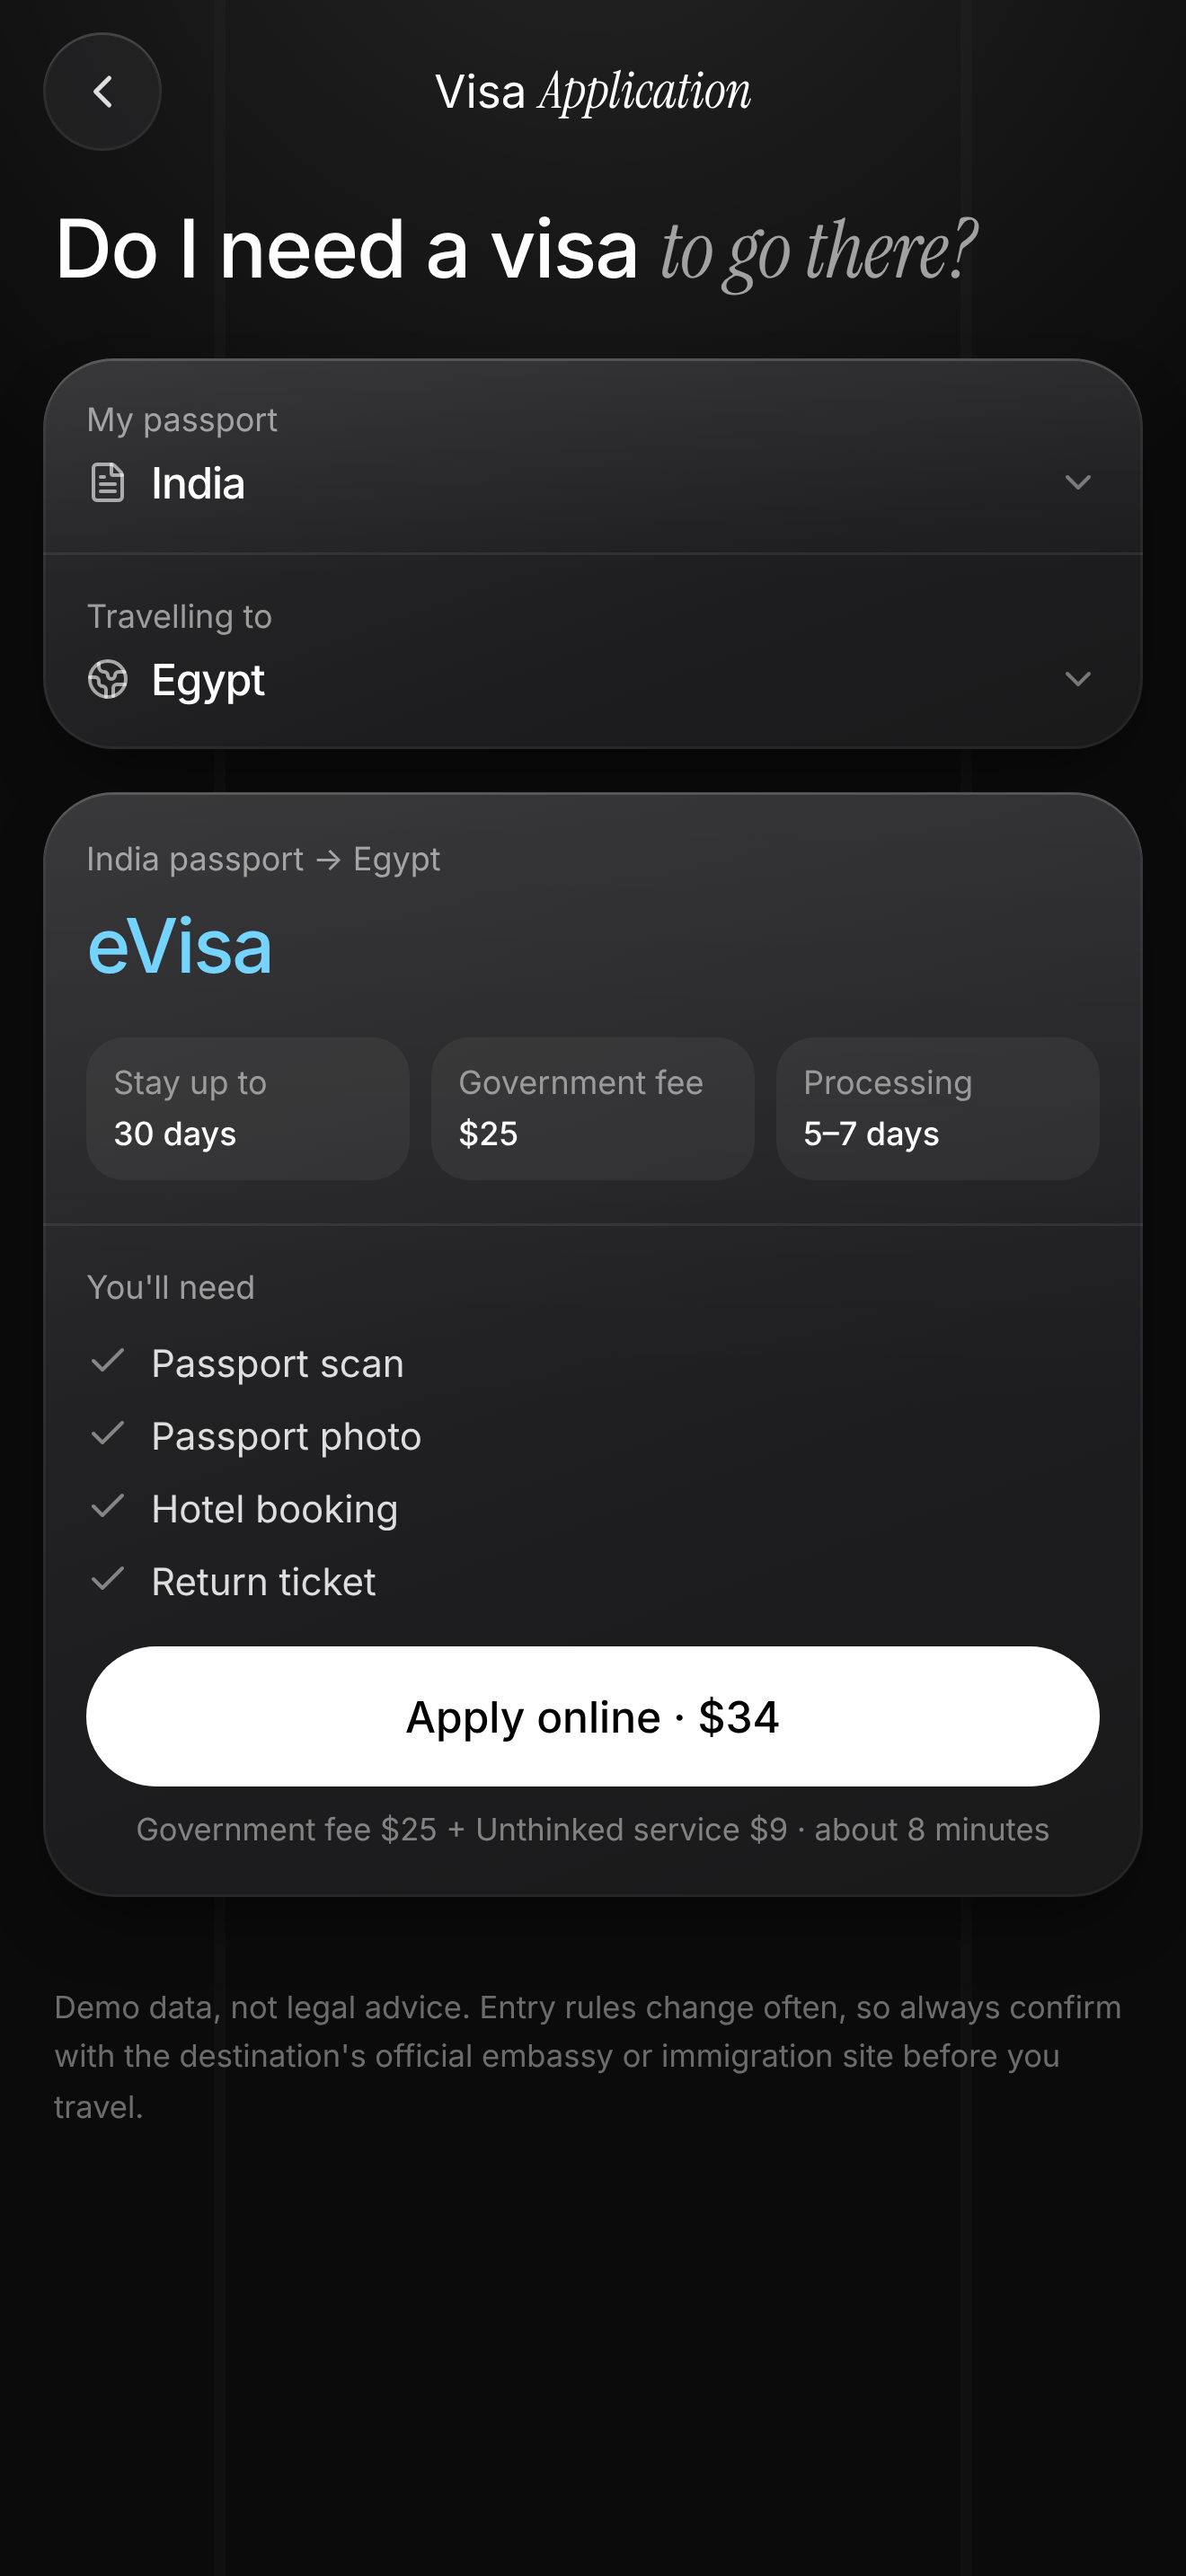 Visa Application
Do I need a visa to go there?
My passport
India
Travelling to
Egypt
India passport → Egypt
eVisa
Stay up to
30 days
Government fee
$25
Processing
5–7 days
You'll need
Passport scan
Passport photo
Hotel booking
Return ticket
Apply online · $34
Government fee $25 + Unthinked service $9 · about 8 minutes
Demo data, not legal advice. Entry rules change often, so always confirm
with the destination's official embassy or immigration site before you
travel.